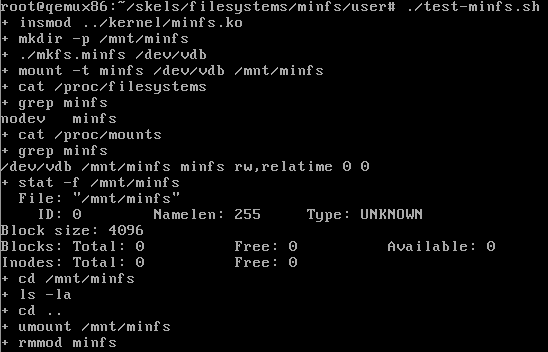 root@qemux86:~/skels/filesystems/minfs/user# ./test-minfs.sh
+ insmod ../kernel/minfs.ko
+ mkdir -p /mnt/minfs
+ ./mkfs.minfs /dev/vdb
+ mount -t minfs /dev/vdb /mnt/minfs
+ cat /proc/filesystems
+ grep minfs
nodev   minfs
+ cat /proc/mounts
+ grep minfs
/dev/vdb /mnt/minfs minfs rw,relatime 0 0
+ stat -f /mnt/minfs
  File: "/mnt/minfs"
    ID: 0        Namelen: 255     Type: UNKNOWN
Block size: 4096
Blocks: Total: 0          Free: 0          Available: 0
Inodes: Total: 0          Free: 0
+ cd /mnt/minfs
+ ls -la
+ cd ..
+ umount /mnt/minfs
+ rmmod minfs